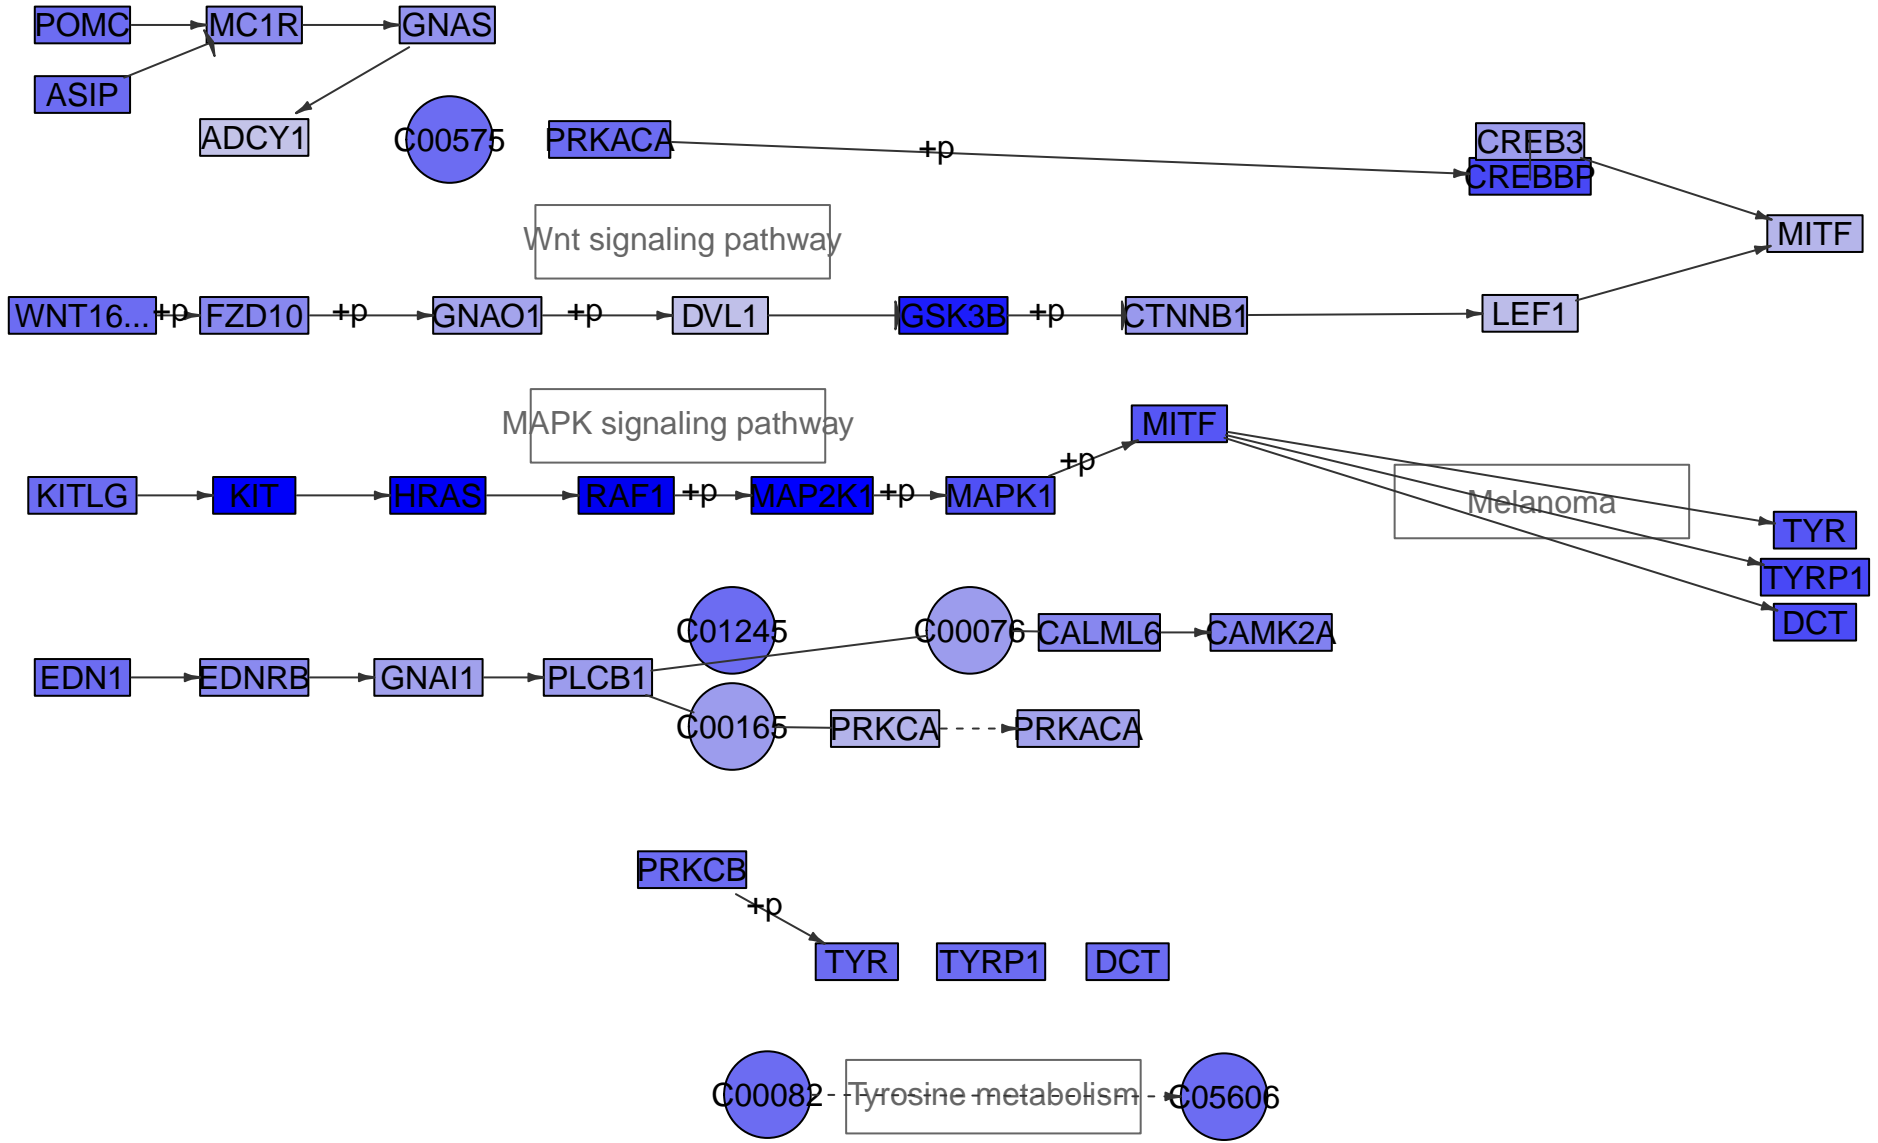 POMC
MC1R
GNAS
ASIP
ADCY1
C00575
PRKACA
+p
CREB3
CREBBP
MITF
Wnt signaling pathway
WNT16...
+p
FZD10
+p
GNAO1
+p
DVL1
GSK3B
+p
CTNNB1
LEF1
MAPK signaling pathway
MITF
+p
KITLG
KIT
HRAS
RAF1
+p
MAP2K1
+p
MAPK1
Melanoma
TYR
TYRP1
DCT
C01245
C00076
CALML6
CAMK2A
EDN1
EDNRB
GNAI1
PLCB1
C00165
PRKCA
PRKACA
PRKCB
+p
TYR
TYRP1
DCT
C00082
Tyrosine metabolism
C05606